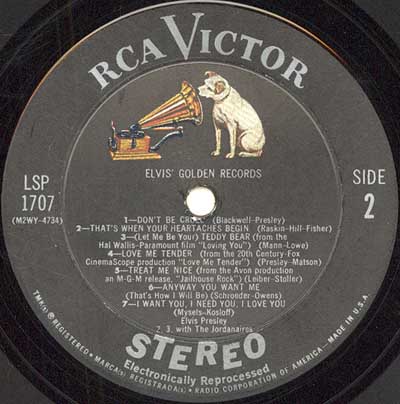 RCA VICTOR
ELVIS' GOLDEN RECORDS
LSP
1707
(M2WY-4734)
SIDE
2
1—DON'T BE CRUEL (Blackwell-Presley)
2—THAT'S WHEN YOUR HEARTACHES BEGIN (Raskin-Hill-Fisher)
3—(Let Me Be Your) TEDDY BEAR (from the
Hal Wallis-Paramount film "Loving You") (Mann-Lowe)
4—LOVE ME TENDER (from the 20th Century-Fox
CinemaScope production "Love Me Tender") (Presley-Matson)
5—TREAT ME NICE (from the Avon production
an M-G-M release, "Jailhouse Rock") (Leiber-Stoller)
6—ANYWAY YOU WANT ME
(That's How I Will Be) (Schroeder-Owens)
7—I WANT YOU, I NEED YOU, I LOVE YOU
(Mysels-Kosloff)
Elvis Presley
2, 3, with The Jordanaires
STEREO
Electronically Reprocessed
TMK(s) ® REGISTERED • MARCA(s) REGISTRADA(s) • RADIO CORPORATION OF AMERICA—MADE IN U.S.A.